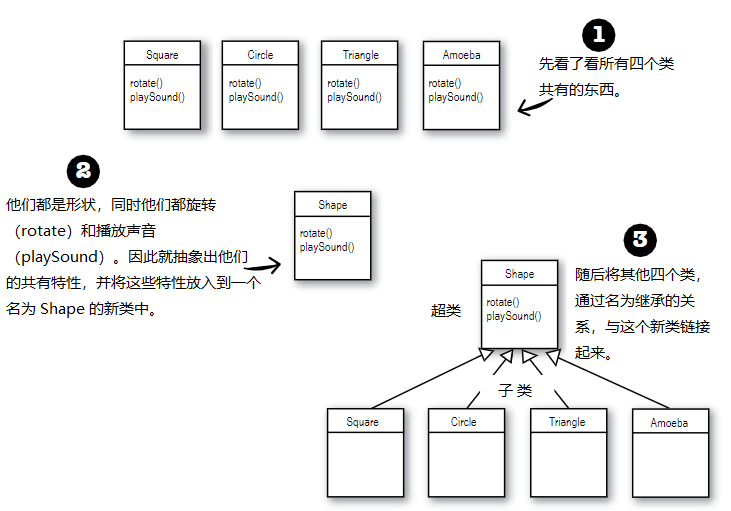 1
Square
rotate()
playSound()
Circle
rotate()
playSound()
Triangle
rotate()
playSound()
Amoeba
rotate()
playSound()
先看了看所有四个类
共有的东西。
2
他们都是形状，同时他们都旋转
（rotate）和播放声音
（playSound）。因此就抽象出他们
的共有特性，并将这些特性放入到一个
名为 Shape 的新类中。
Shape
rotate()
playSound()
3
随后将其他四个类，
通过名为继承的关
系，与这个新类链接
起来。
超类
Shape
rotate()
playSound()
子 类
Square
Circle
Triangle
Amoeba